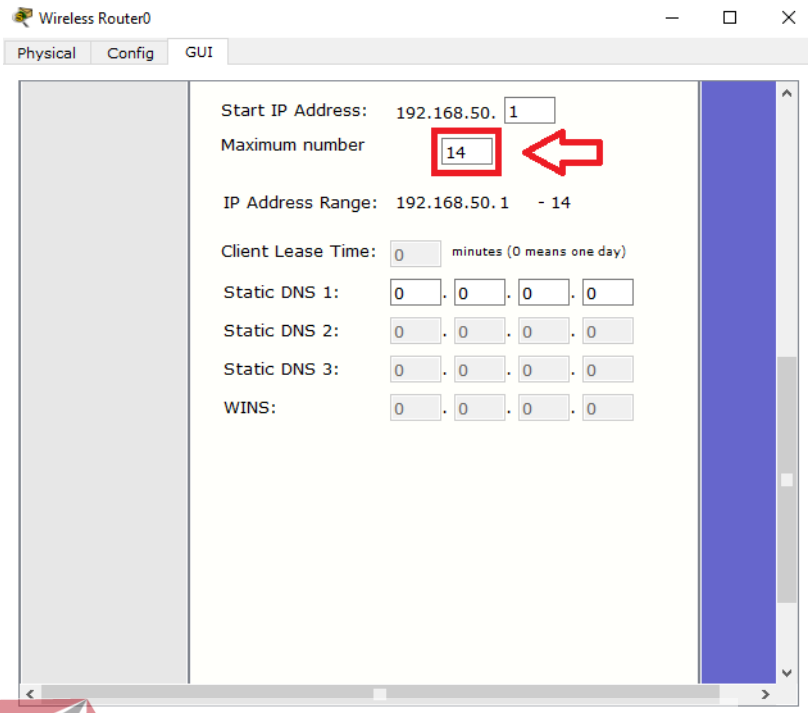 Wireless Router0
Physical Config GUI
Start IP Address: 192.168.50. 1
Maximum number 14
IP Address Range: 192.168.50. 1 - 14
Client Lease Time: 0 minutes (0 means one day)
Static DNS 1: 0 . 0 . 0 . 0
Static DNS 2: 0 . 0 . 0 . 0
Static DNS 3: 0 . 0 . 0 . 0
WINS: 0 . 0 . 0 . 0